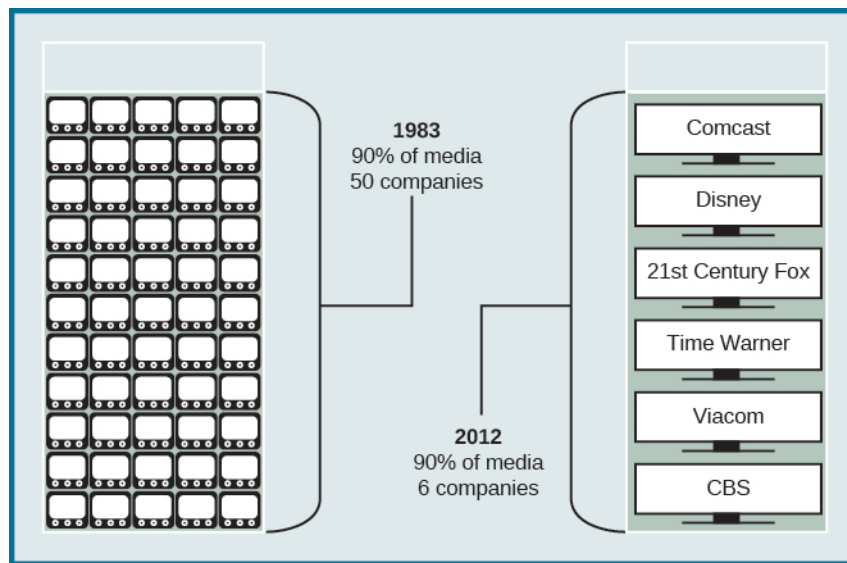 1983
90% of media
50 companies
2012
90% of media
6 companies
Comcast
Disney
21st Century Fox
Time Warner
Viacom
CBS